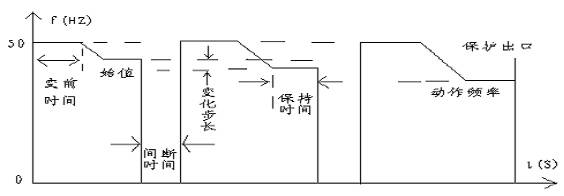 f(HZ)
50
保护出口
始值
变前
时间
变化步长
保持
时间
动作频率
间断
时间
0
t(S)